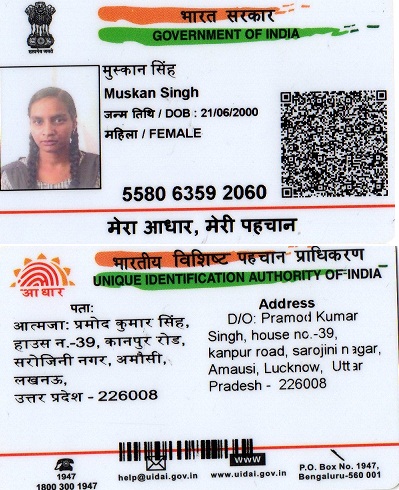 भारत सरकार
GOVERNMENT OF INDIA
मुस्कान सिंह
Muskan Singh
जन्म तिथि / DOB : 21/06/2000
महिला / FEMALE
5580 6359 2060
मेरा आधार, मेरी पहचान
भारतीय विशिष्ट पहचान प्राधिकरण
UNIQUE IDENTIFICATION AUTHORITY OF INDIA
आधार
पता:
आत्मजा: प्रमोद कुमार सिंह,
हाउस न.-39, कानपुर रोड,
सरोजिनी नगर, अमौसी,
लखनऊ,
उत्तर प्रदेश - 226008
Address
D/O: Pramod Kumar
Singh, house no.-39,
kanpur road, sarojini nagar,
Amausi, Lucknow, Uttar
Pradesh - 226008
1947
1800 300 1947
help@uidai.gov.in
www
www.uidai.gov.in
P.O. Box No. 1947,
Bengaluru-560 001